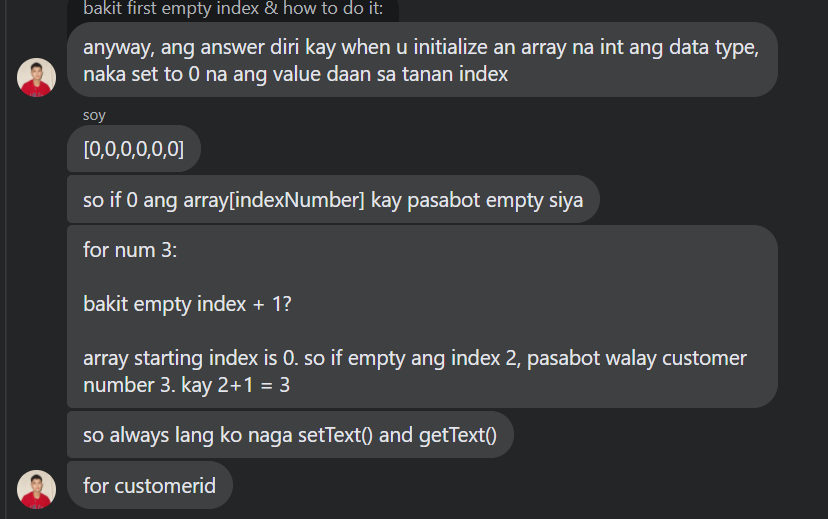 bakit first empty index & how to do it:
anyway, ang answer diri kay when u initialize an array na int ang data type,
naka set to 0 na ang value daan sa tanan index
soy
[0,0,0,0,0,0]
so if 0 ang array[indexNumber] kay pasabot empty siya
for num 3:
bakit empty index + 1?
array starting index is 0. so if empty ang index 2, pasabot walay customer
number 3. kay 2+1 = 3
so always lang ko naga setText() and getText()
for customerid